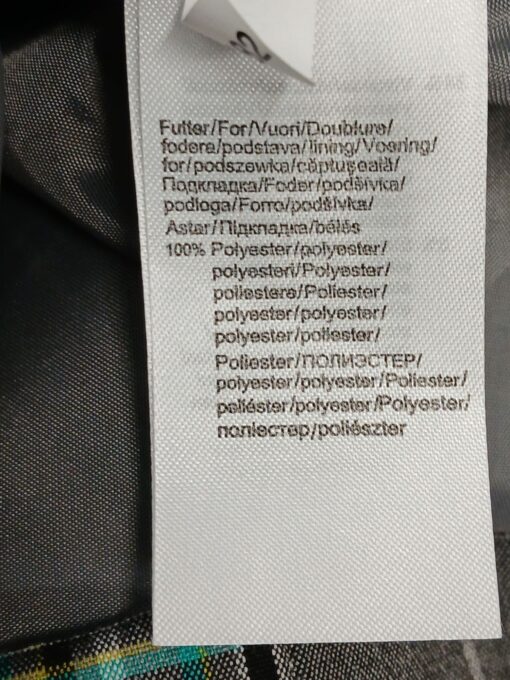 2
Futter/For/Vuori/Doublure/
fodera/podstava/lining/Voering/
for/podszewka/căptuşeală/
Подкладка/Foder/podšívka/
podloga/Forro/podšívka/
Astar/Підкладка/bélés
100% Polyester/polyester/
polyesteri/Polyester/
poliestere/Poliester/
polyester/polyester/
polyester/poliester/
Poliester/ПОЛИЭСТЕР/
polyester/polyester/Poliester/
poliéster/polyester/Polyester/
поліестер/poliészter